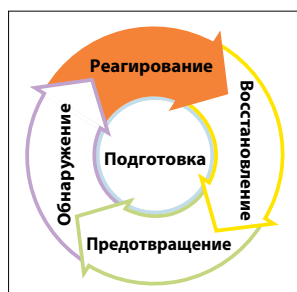 Реагирование
Восстановление
Обнаружение
Подготовка
Предотвращение